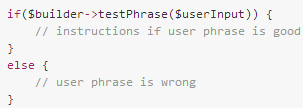 if($builder->testPhrase($userInput)) {
    // instructions if user phrase is good
}
else {
    // user phrase is wrong
}